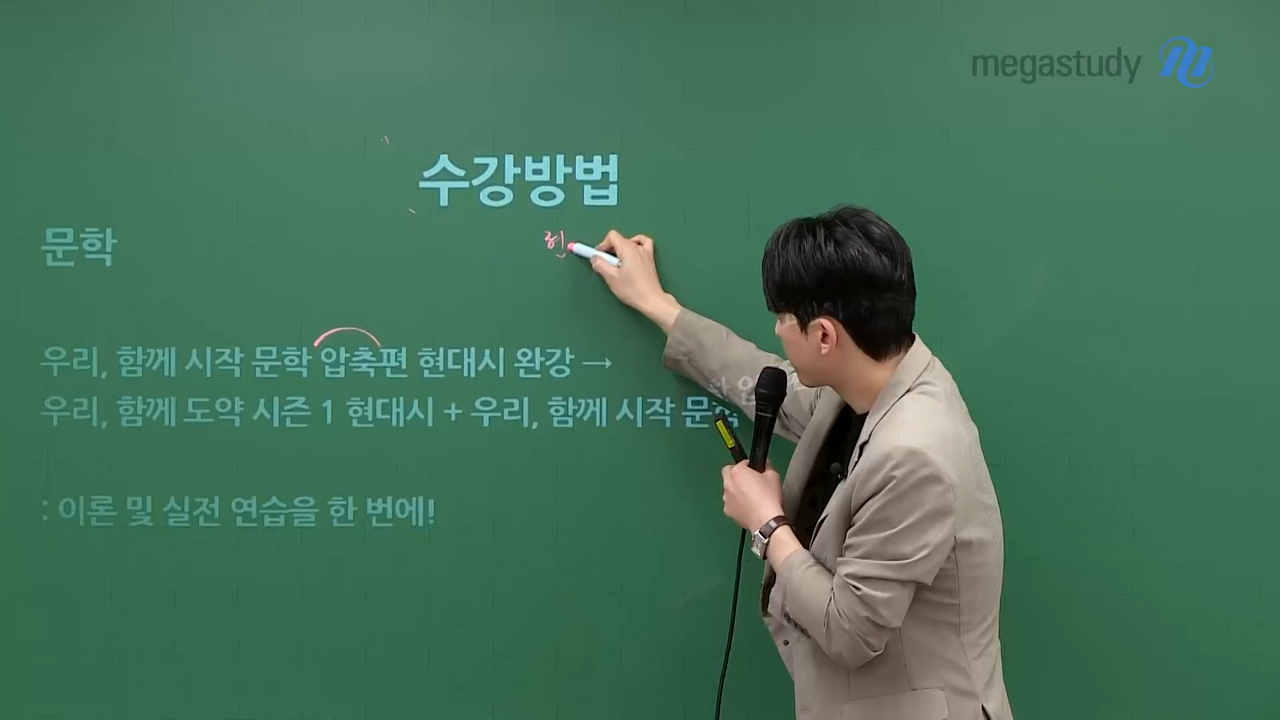 megastudy
수강방법
문학
현
우리, 함께 시작 문학 압축편 현대시 완강 →
우리, 함께 도약 시즌 1 현대시 + 우리, 함께 시작 문학
: 이론 및 실전 연습을 한 번에!